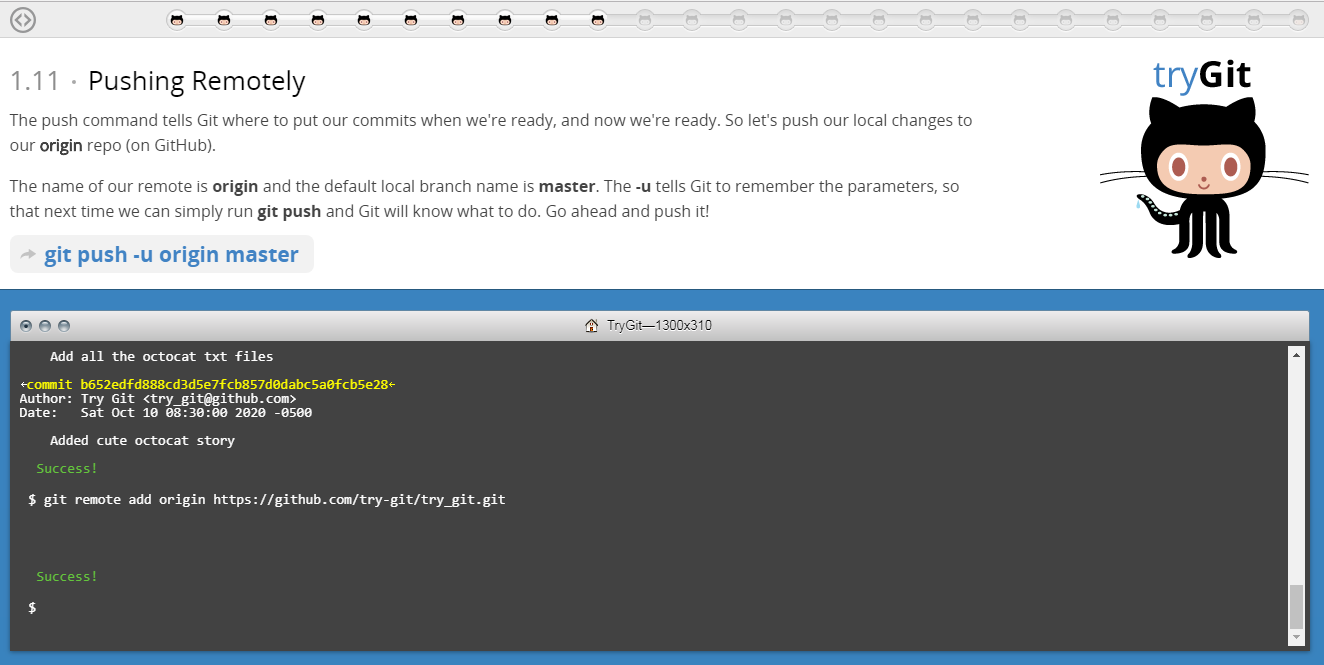 1.11 · Pushing Remotely
tryGit
The push command tells Git where to put our commits when we're ready, and now we're ready. So let's push our local changes to
our origin repo (on GitHub).
The name of our remote is origin and the default local branch name is master. The -u tells Git to remember the parameters, so
that next time we can simply run git push and Git will know what to do. Go ahead and push it!
git push -u origin master
TryGit—1300x310
Add all the octocat txt files
←commit b652edfd888cd3d5e7fcb857d0dabc5a0fcb5e28←
Author: Try Git <try_git@github.com>
Date:   Sat Oct 10 08:30:00 2020 -0500
Added cute octocat story
Success!
$ git remote add origin https://github.com/try-git/try_git.git
Success!
$